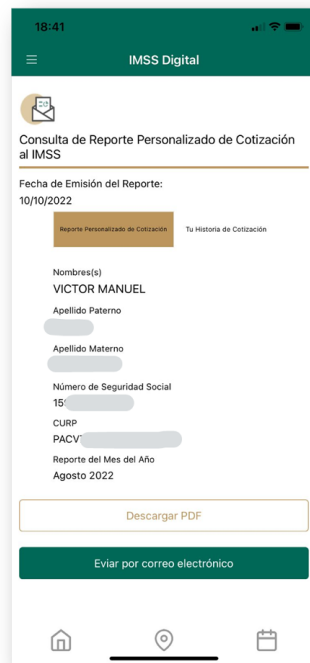 18:41
IMSS Digital
Consulta de Reporte Personalizado de Cotización
al IMSS
Fecha de Emisión del Reporte:
10/10/2022
Reporte Personalizado de Cotización
Tu Historia de Cotización
Nombres(s)
VICTOR MANUEL
Apellido Paterno
Apellido Materno
Número de Seguridad Social
15
CURP
PACV
Reporte del Mes del Año
Agosto 2022
Descargar PDF
Eviar por correo electrónico